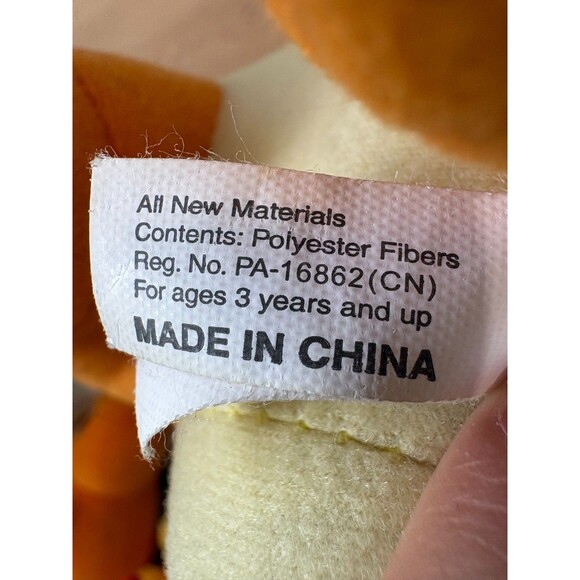 All New Materials
Contents: Polyester Fibers
Reg. No. PA-16862(CN)
For ages 3 years and up
MADE IN CHINA